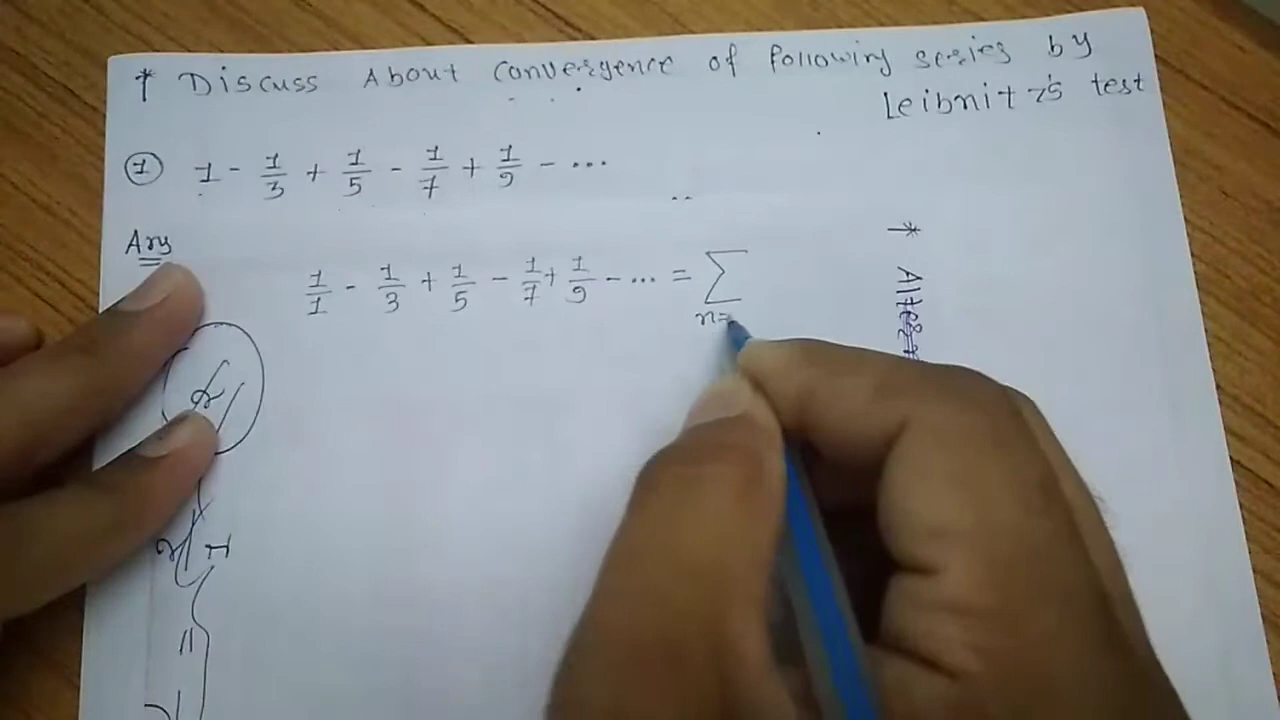 * Discuss About convergence of following series by
Leibnitz's test
① 1 - 1/3 + 1/5 - 1/7 + 1/9 - ...
Ans
1/1 - 1/3 + 1/5 - 1/7 + 1/9 - ... = ∑
n=
*